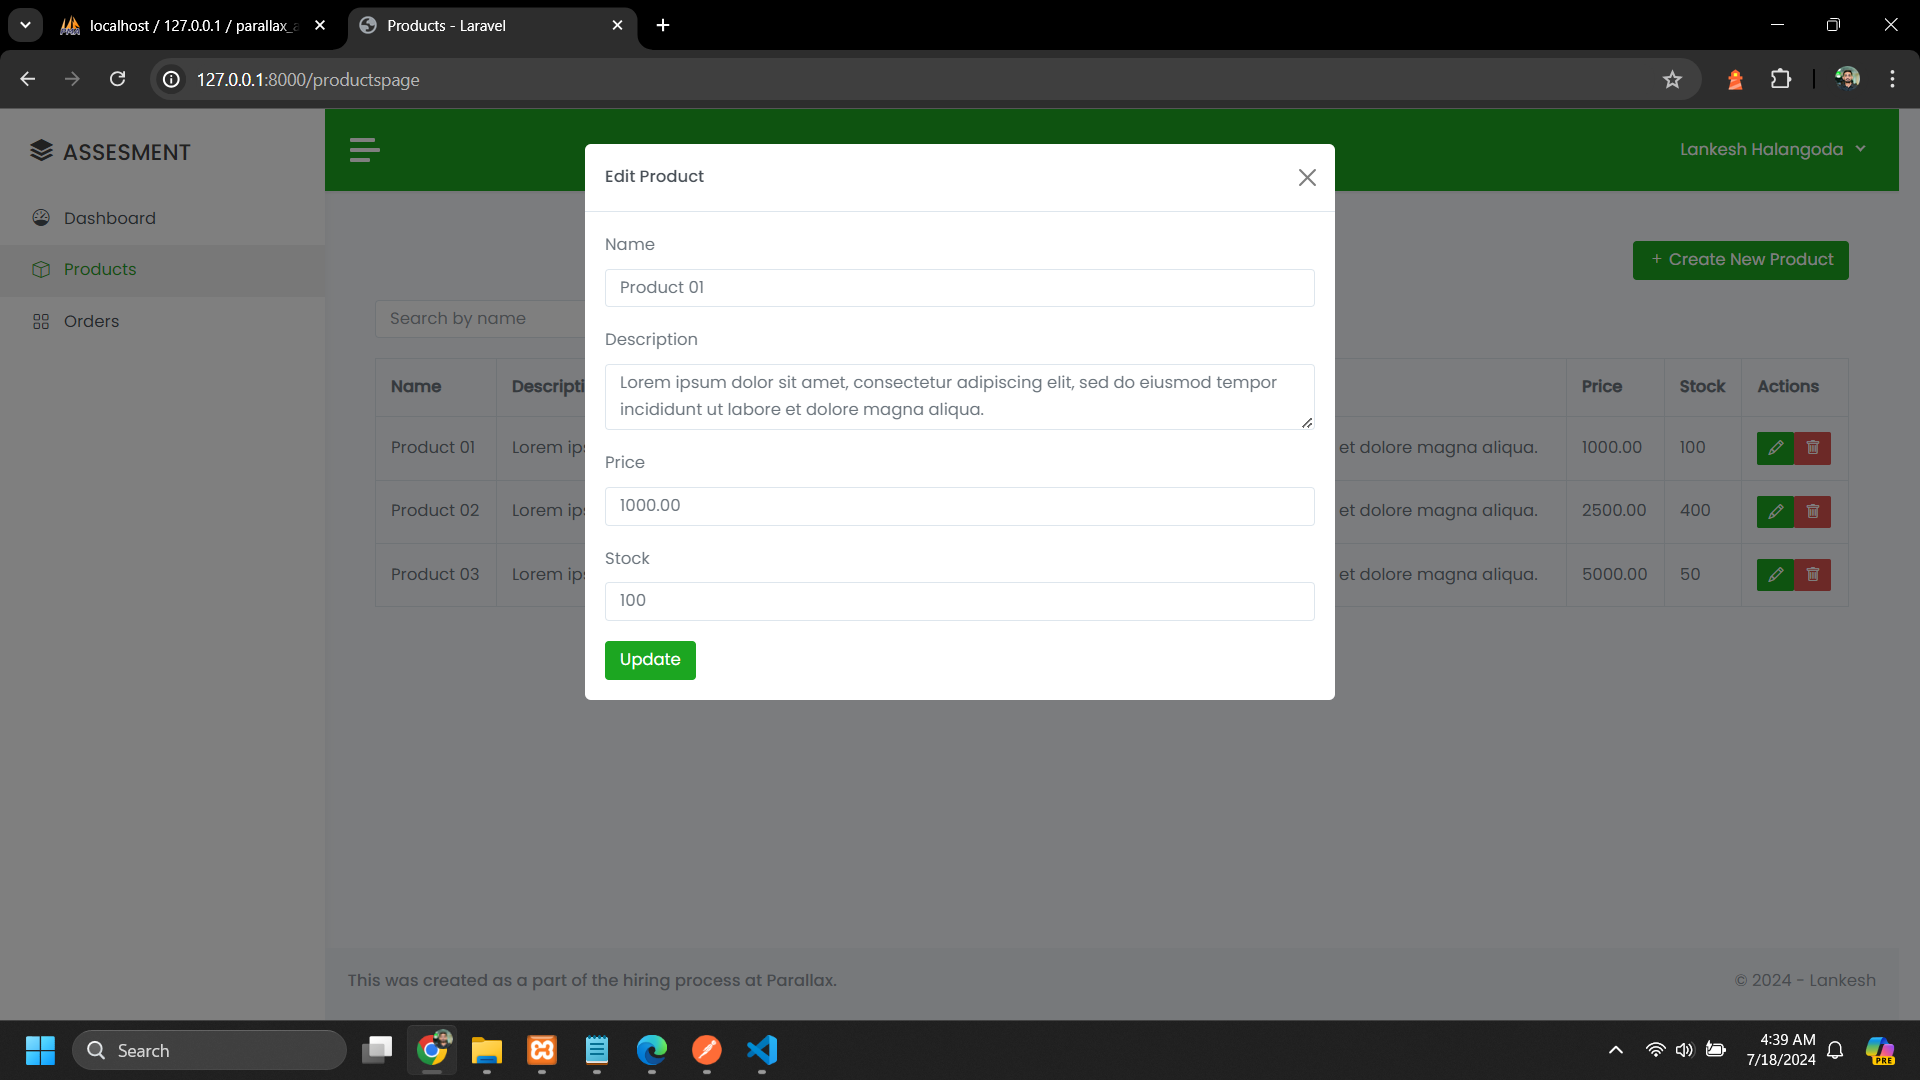 localhost / 127.0.0.1 / parallax_a
Products - Laravel
127.0.0.1:8000/productspage
ASSESMENT
Lankesh Halangoda
Dashboard
Products
Orders
+ Create New Product
Search by name
Name Descripti Price Stock Actions
Product 01 Lorem ips et dolore magna aliqua. 1000.00 100
Product 02 Lorem ips et dolore magna aliqua. 2500.00 400
Product 03 Lorem ips et dolore magna aliqua. 5000.00 50
Edit Product
Name
Product 01
Description
Lorem ipsum dolor sit amet, consectetur adipiscing elit, sed do eiusmod tempor
incididunt ut labore et dolore magna aliqua.
Price
1000.00
Stock
100
Update
This was created as a part of the hiring process at Parallax.
© 2024 - Lankesh
Search
4:39 AM
7/18/2024
PRE